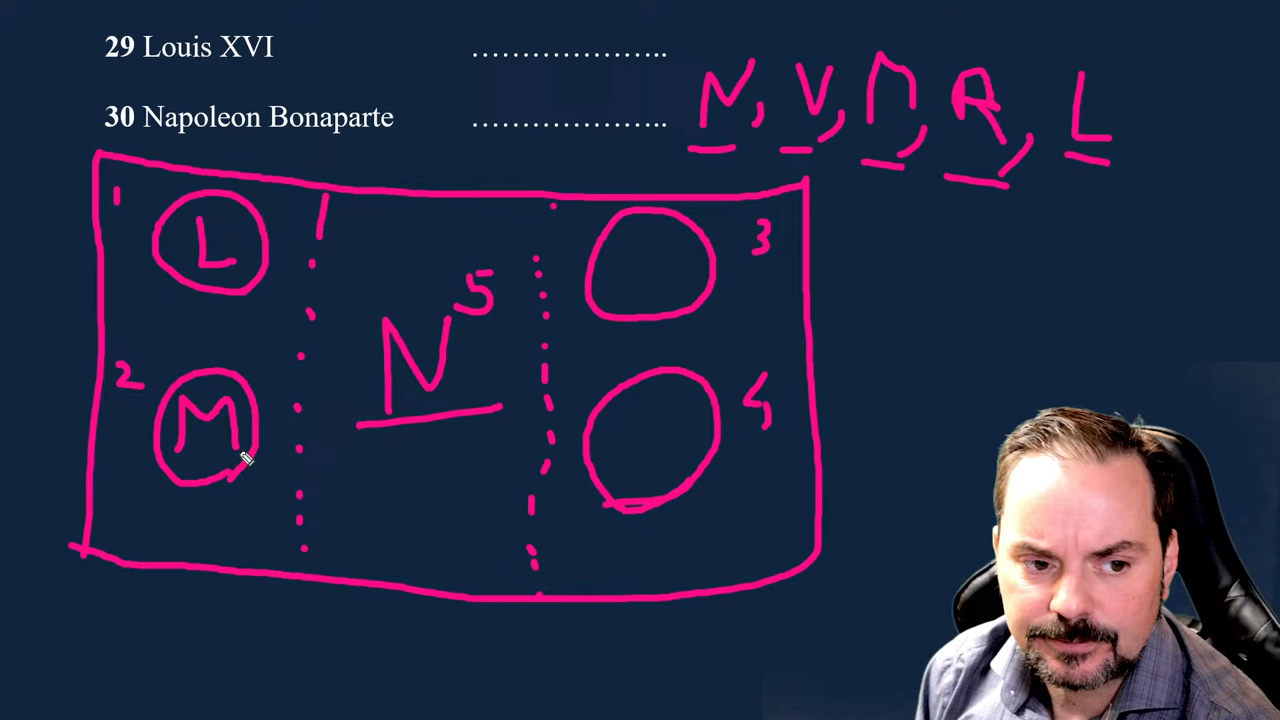 29 Louis XVI ………………..
30 Napoleon Bonaparte ………………..
N, V, M, R, L
1 L
2 M
N 5
3
4